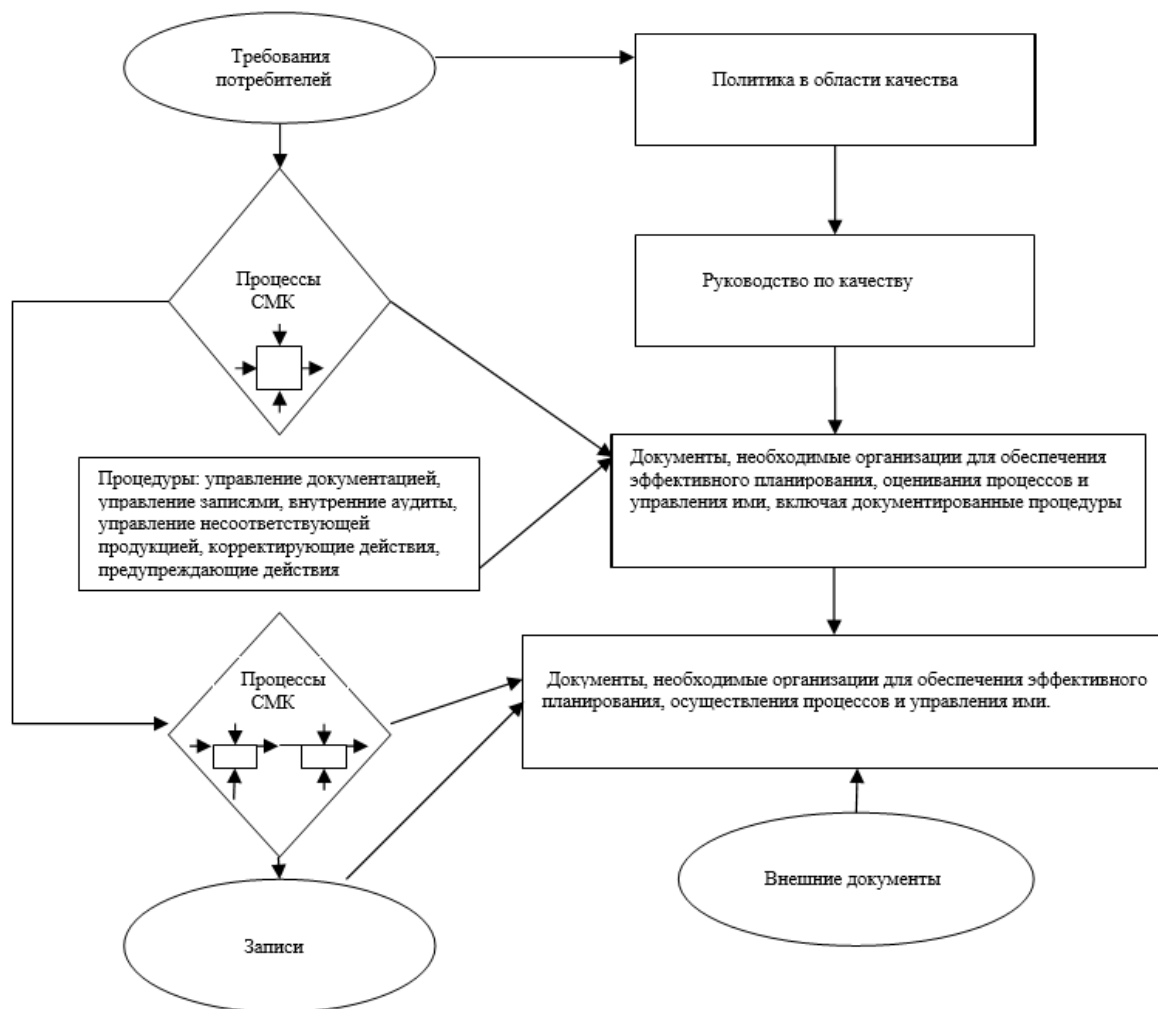 Требования
потребителей
Политика в области качества
Процессы
СМК
Руководство по качеству
Процедуры: управление документацией,
управление записями, внутренние аудиты,
управление несоответствующей
продукцией, корректирующие действия,
предупреждающие действия
Документы, необходимые организации для обеспечения
эффективного планирования, оценивания процессов и
управления ими, включая документированные процедуры
Процессы
СМК
Документы, необходимые организации для обеспечения эффективного
планирования, осуществления процессов и управления ими.
Внешние документы
Записи